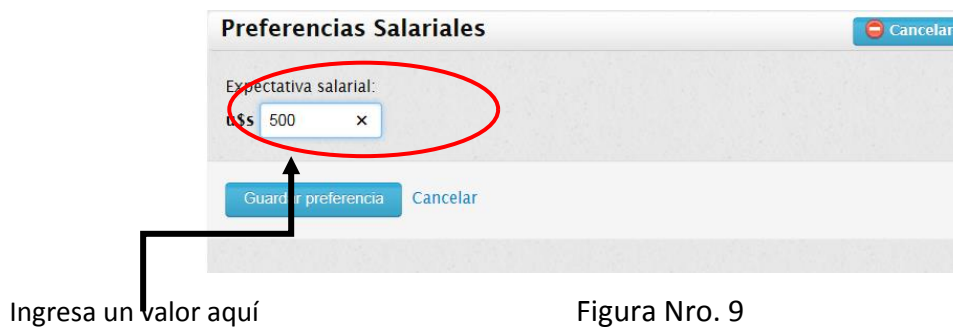 Preferencias Salariales
Cancelar
Expectativa salarial:
u$s 500 ×
Guardar preferencia Cancelar
Ingresa un valor aquí
Figura Nro. 9